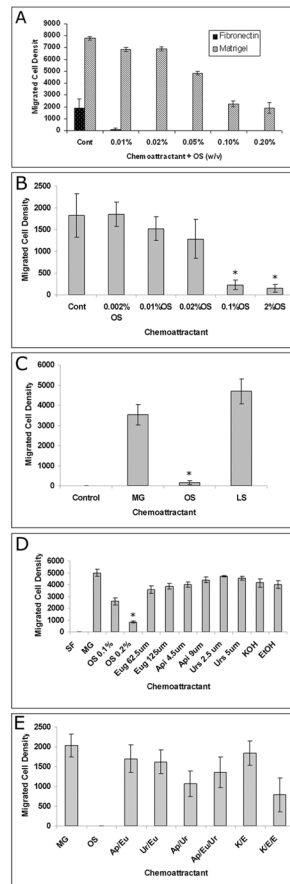 A
Migrated Cell Densit
9000
8000
7000
6000
5000
4000
3000
2000
1000
0
Fibronectin
Matrigel
Cont 0.01% 0.02% 0.05% 0.10% 0.20%
Chemoattractant + OS (w/v)
B
Migrated Cell Density
2500
2000
1500
1000
500
0
* *
Cont 0.002% OS 0.01%OS 0.02%OS 0.1%OS 2%OS
Chemoattractant
C
Migrated Cell Density
6000
5000
4000
3000
2000
1000
0
*
Control MG OS LS
Chemoattractant
D
Migrated Cell Density
6000
5000
4000
3000
2000
1000
0
*
SF MG OS 0.1% OS 0.2% Eug 62.5um Eug 125um Api 4.5um Api 9um Urs 2.5 um Urs 5um KOH EtOH
Chemoattractant
E
Migrated Cell Density
2500
2000
1500
1000
500
0
MG OS Ap/Eu Ur/Eu Ap/Ur Ap/Eu/Ur K/E K/E/E
Chemoattractant